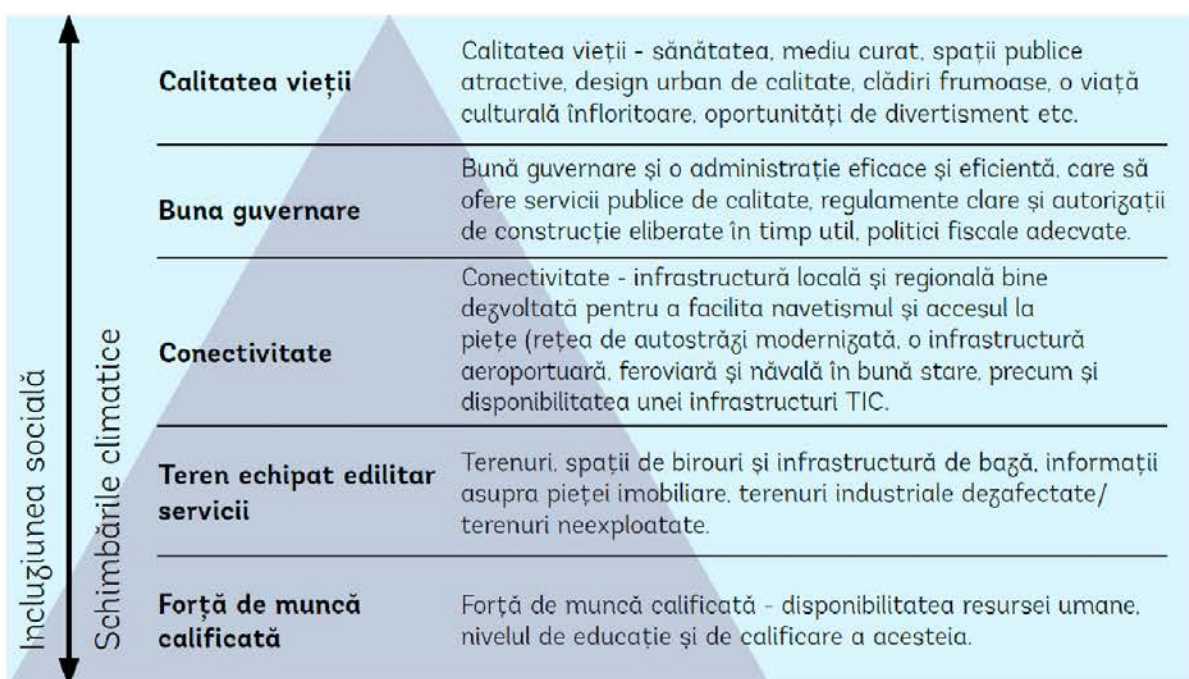 Incluziunea socială
Schimbările climatice
Calitatea vieții
Calitatea vieții - sănătatea, mediu curat, spații publice
atractive, design urban de calitate, clădiri frumoase, o viață
culturală înfloritoare, oportunități de divertisment etc.
Buna guvernare
Bună guvernare și o administrație eficace și eficientă, care să
ofere servicii publice de calitate, regulamente clare și autorizații
de construcție eliberate în timp util, politici fiscale adecvate.
Conectivitate
Conectivitate - infrastructură locală și regională bine
dezvoltată pentru a facilita navetismul și accesul la
piețe (rețea de autostrăzi modernizată, o infrastructură
aeroportuară, feroviară și năvală în bună stare, precum și
disponibilitatea unei infrastructuri TIC.
Teren echipat edilitar
servicii
Terenuri, spații de birouri și infrastructură de bază, informații
asupra pieței imobiliare, terenuri industriale dezafectate/
terenuri neexploatate.
Forță de muncă
calificată
Forță de muncă calificată - disponibilitatea resursei umane,
nivelul de educație și de calificare a acesteia.